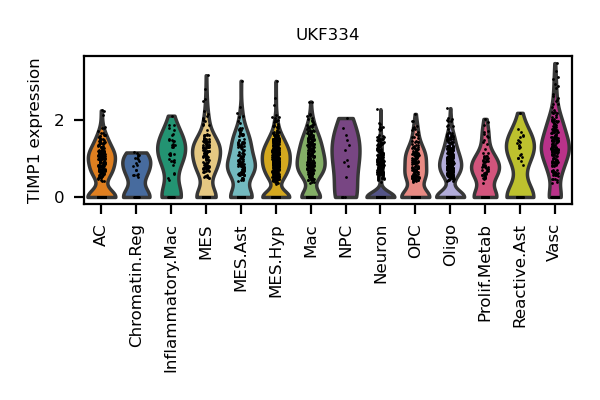 UKF334
TIMP1 expression
2
0
AC
Chromatin.Reg
Inflammatory.Mac
MES
MES.Ast
MES.Hyp
Mac
NPC
Neuron
OPC
Oligo
Prolif.Metab
Reactive.Ast
Vasc